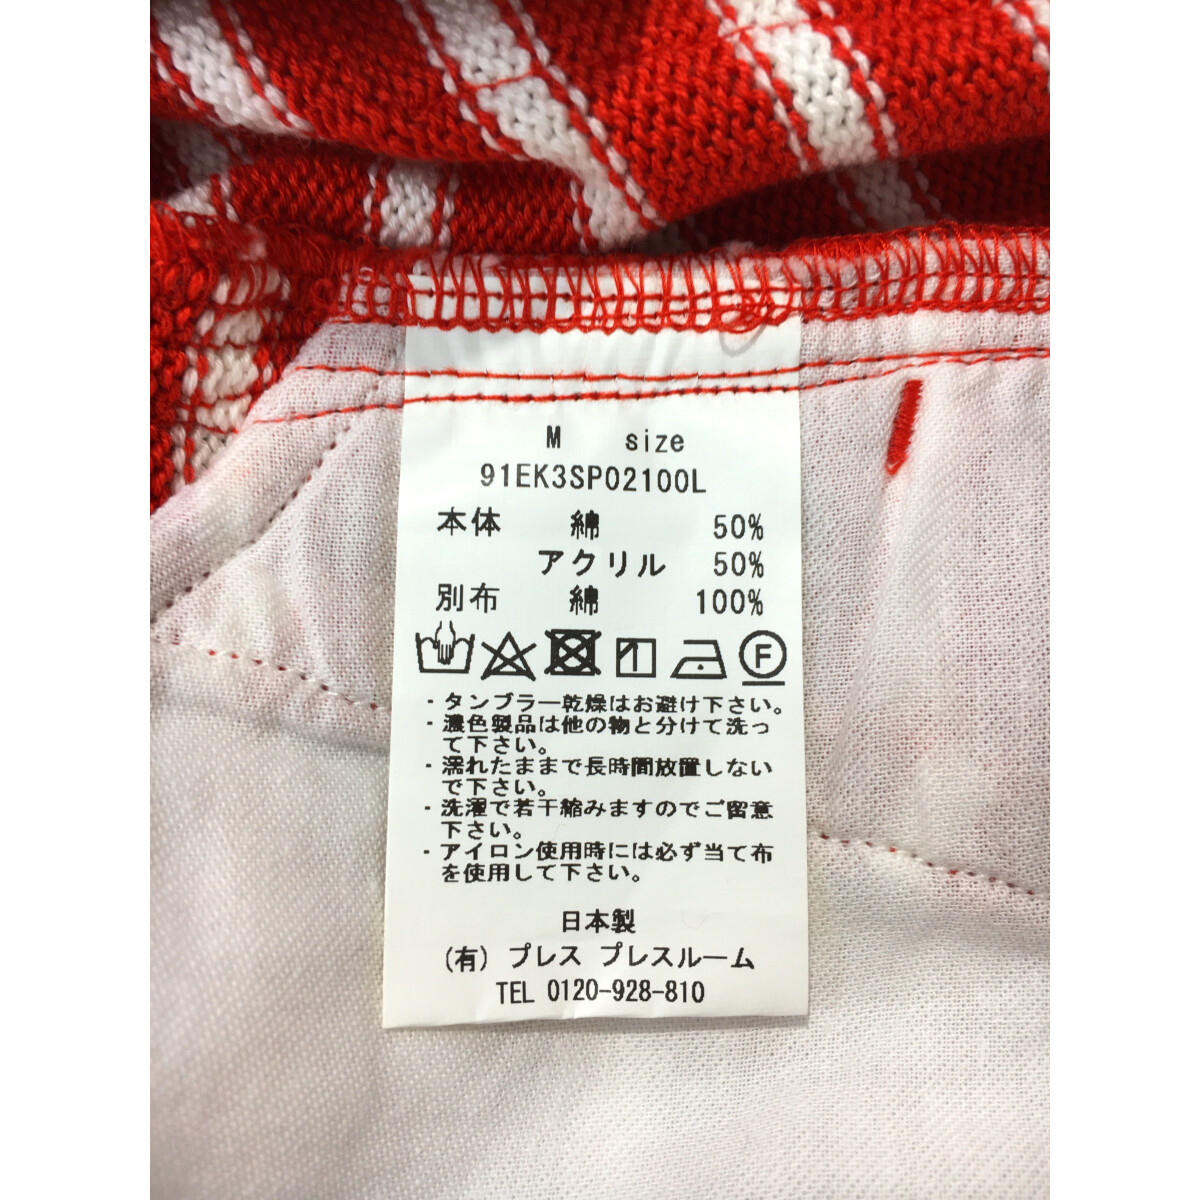 M size
91EK3SP02100L
本体 綿 50%
アクリル 50%
別布 綿 100%
F
・タンブラー乾燥はお避け下さい。
・濃色製品は他の物と分けて洗っ
て下さい。
・濡れたままで長時間放置しない
で下さい。
・洗濯で若干縮みますのでご留意
下さい。
・アイロン使用時には必ず当て布
を使用して下さい。
日本製
(有) プレス プレスルーム
TEL 0120-928-810